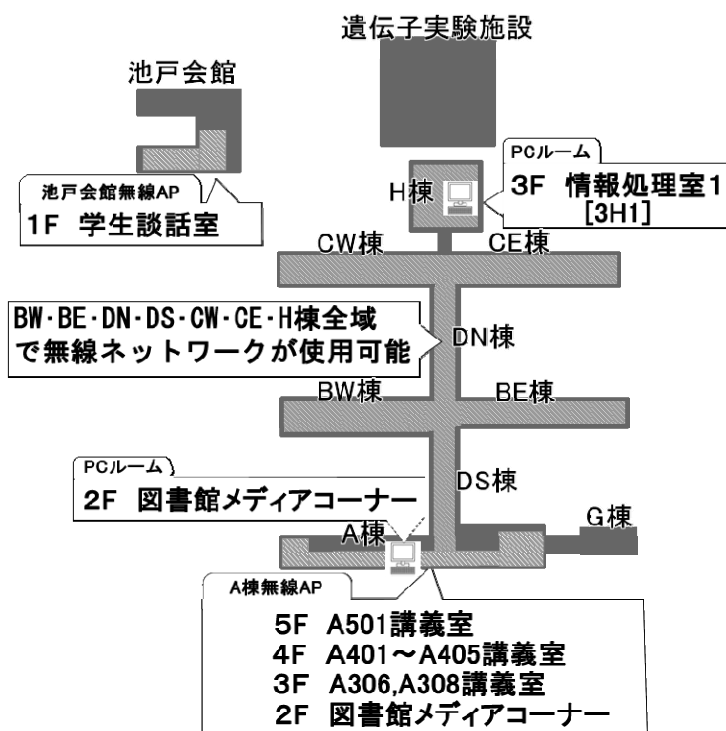 遺伝子実験施設
池戸会館
PCルーム
3F 情報処理室1
[3H1]
H棟
池戸会館無線AP
1F 学生談話室
CW棟
CE棟
BW・BE・DN・DS・CW・CE・H棟全域
で無線ネットワークが使用可能
DN棟
BW棟
BE棟
PCルーム
2F 図書館メディアコーナー
DS棟
G棟
A棟
A棟無線AP
5F A501講義室
4F A401～A405講義室
3F A306,A308講義室
2F 図書館メディアコーナー